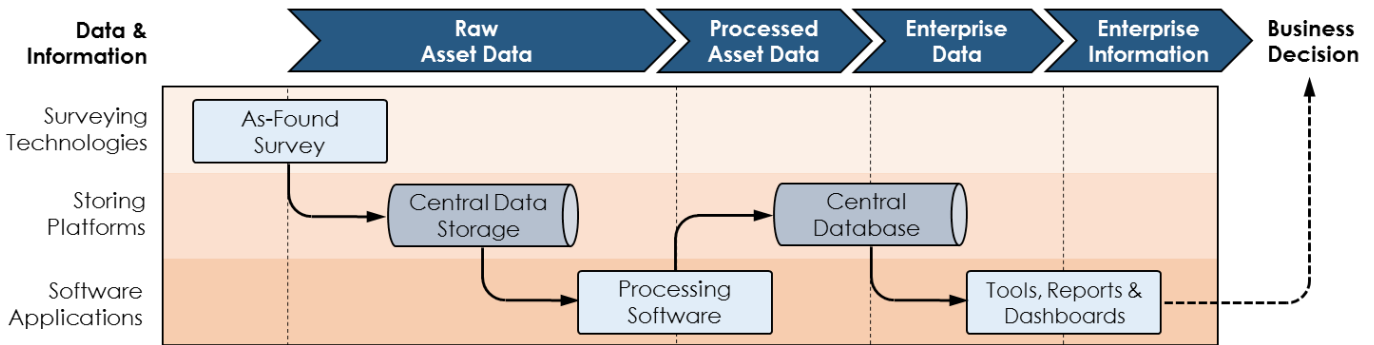 Data &
Information
Raw
Asset Data
Processed
Asset Data
Enterprise
Data
Enterprise
Information
Business
Decision
Surveying
Technologies
As-Found
Survey
Storing
Platforms
Central Data
Storage
Central
Database
Software
Applications
Processing
Software
Tools, Reports &
Dashboards